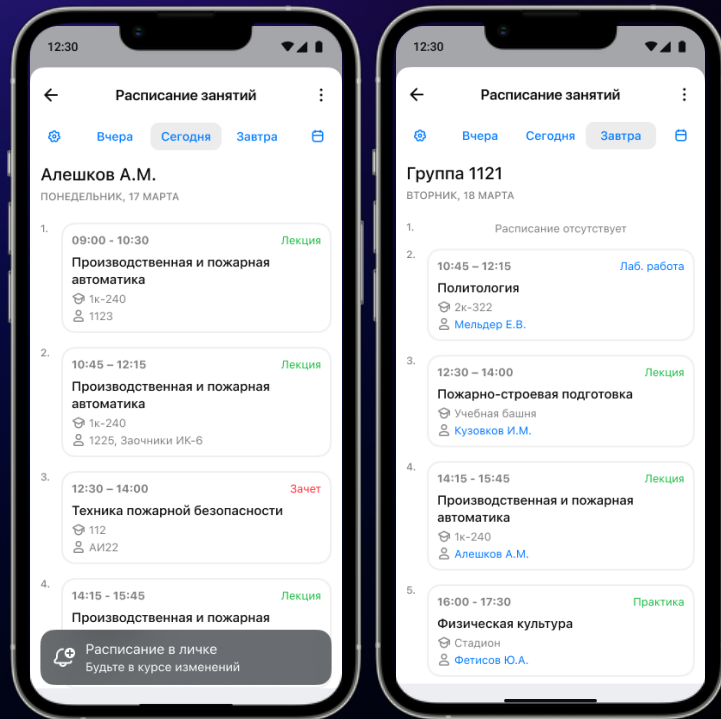 12:30
Расписание занятий
Вчера Сегодня Завтра
Алешков А.М.
ПОНЕДЕЛЬНИК, 17 МАРТА
1.
09:00 - 10:30 Лекция
Производственная и пожарная
автоматика
1к-240
1123
2.
10:45 – 12:15 Лекция
Производственная и пожарная
автоматика
1к-240
1225, Заочники ИК-6
3.
12:30 – 14:00 Зачет
Техника пожарной безопасности
112
АИ22
4.
14:15 - 15:45 Лекция
Производственная и пожарная
Расписание в личке
Будьте в курсе изменений
12:30
Расписание занятий
Вчера Сегодня Завтра
Группа 1121
ВТОРНИК, 18 МАРТА
1. Расписание отсутствует
2.
10:45 – 12:15 Лаб. работа
Политология
2к-322
Мельдер Е.В.
3.
12:30 – 14:00 Лекция
Пожарно-строевая подготовка
Учебная башня
Кузовков И.М.
4.
14:15 - 15:45 Лекция
Производственная и пожарная
автоматика
1к-240
Алешков А.М.
5.
16:00 - 17:30 Практика
Физическая культура
Стадион
Фетисов Ю.А.